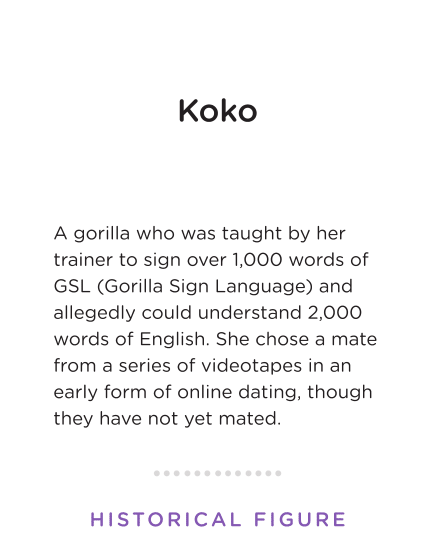 Koko
A gorilla who was taught by her
trainer to sign over 1,000 words of
GSL (Gorilla Sign Language) and
allegedly could understand 2,000
words of English. She chose a mate
from a series of videotapes in an
early form of online dating, though
they have not yet mated.
HISTORICAL FIGURE